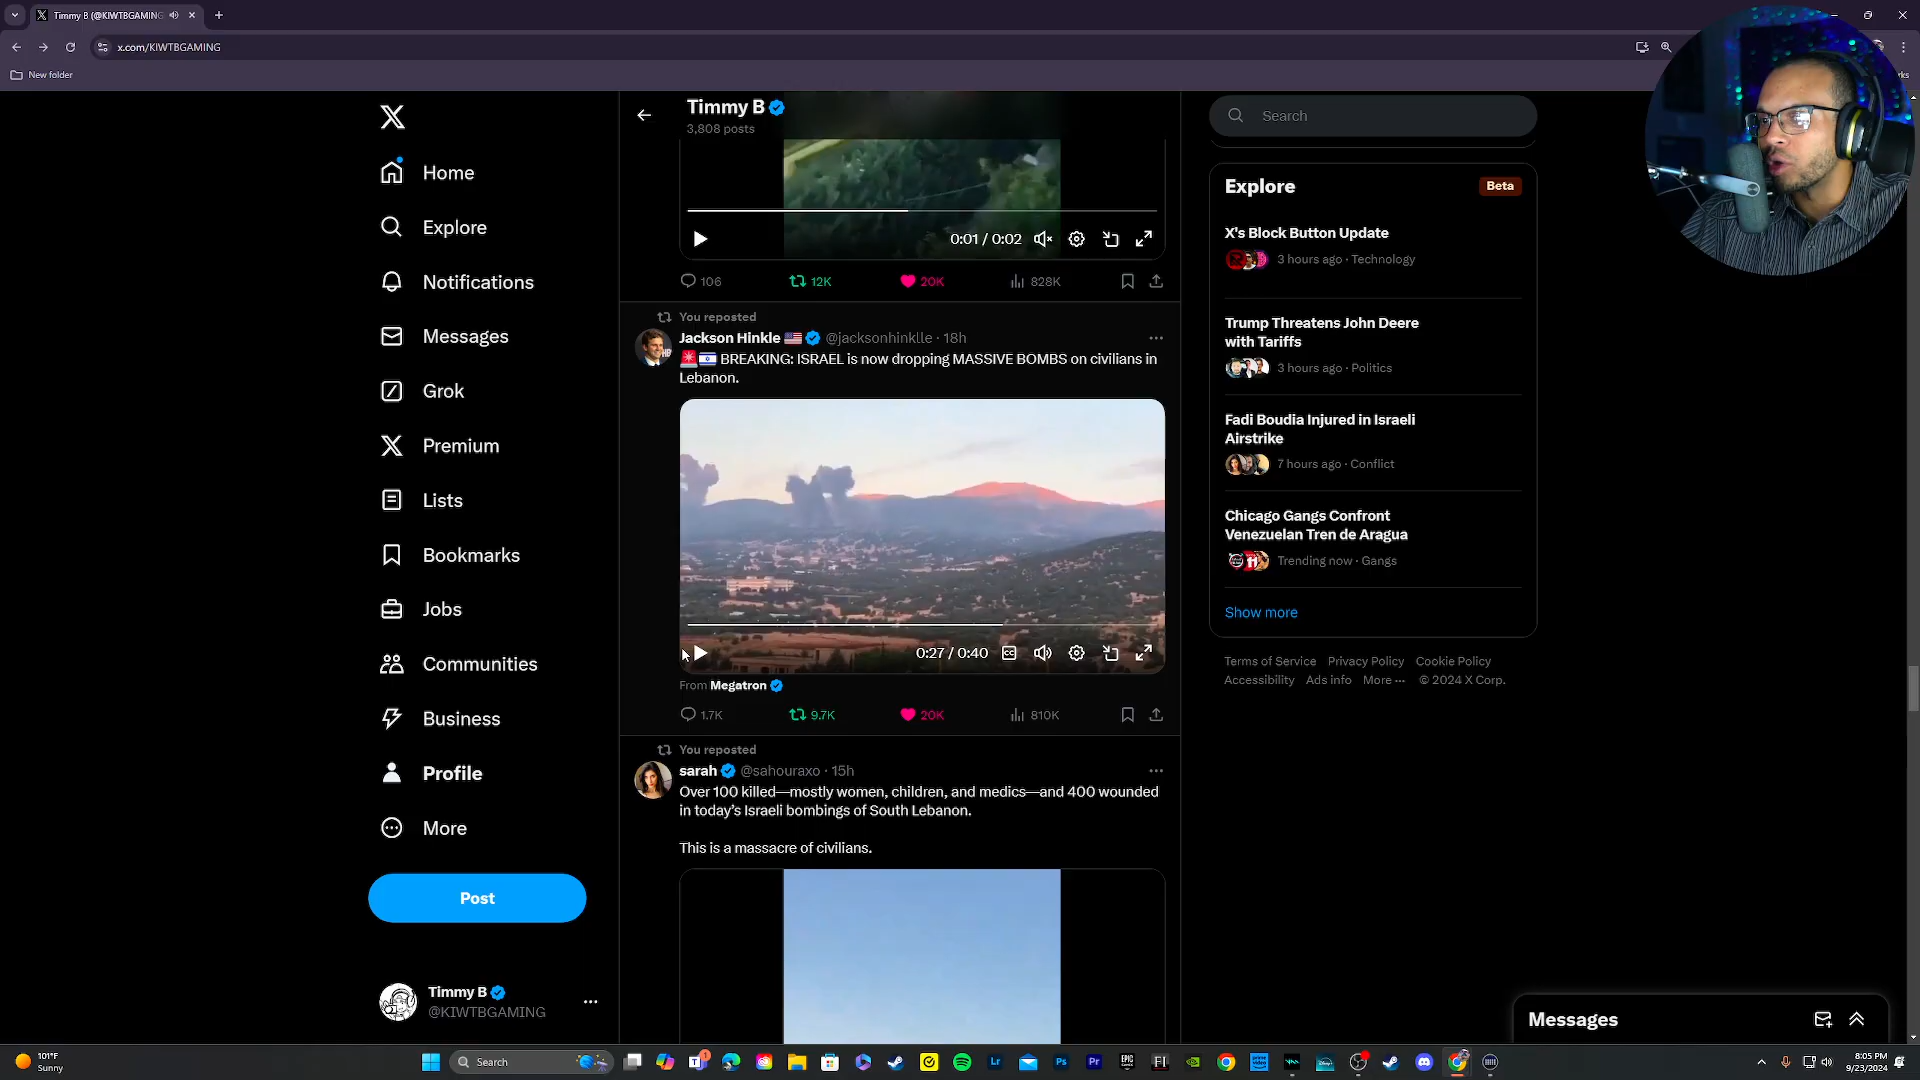 Timmy B (@KIWTBGAMING
x.com/KIWTBGAMING
New folder
Home
Explore
Notifications
Messages
Grok
Premium
Lists
Bookmarks
Jobs
Communities
Business
Profile
More
Post
Timmy B
@KIWTBGAMING
Timmy B
3,808 posts
0:01 / 0:02
106 12K 20K 828K
You reposted
Jackson Hinkle @jacksonhinklle · 18h
BREAKING: ISRAEL is now dropping MASSIVE BOMBS on civilians in
Lebanon.
0:27 / 0:40
From Megatron
1.7K 9.7K 20K 810K
You reposted
sarah @sahouraxo · 15h
Over 100 killed—mostly women, children, and medics—and 400 wounded
in today's Israeli bombings of South Lebanon.
This is a massacre of civilians.
Search
Explore Beta
X's Block Button Update
3 hours ago · Technology
Trump Threatens John Deere
with Tariffs
3 hours ago · Politics
Fadi Boudia Injured in Israeli
Airstrike
7 hours ago · Conflict
Chicago Gangs Confront
Venezuelan Tren de Aragua
Trending now · Gangs
Show more
Terms of Service Privacy Policy Cookie Policy
Accessibility Ads info More ··· © 2024 X Corp.
Messages
101°F
Sunny
Search
8:05 PM
9/23/2024